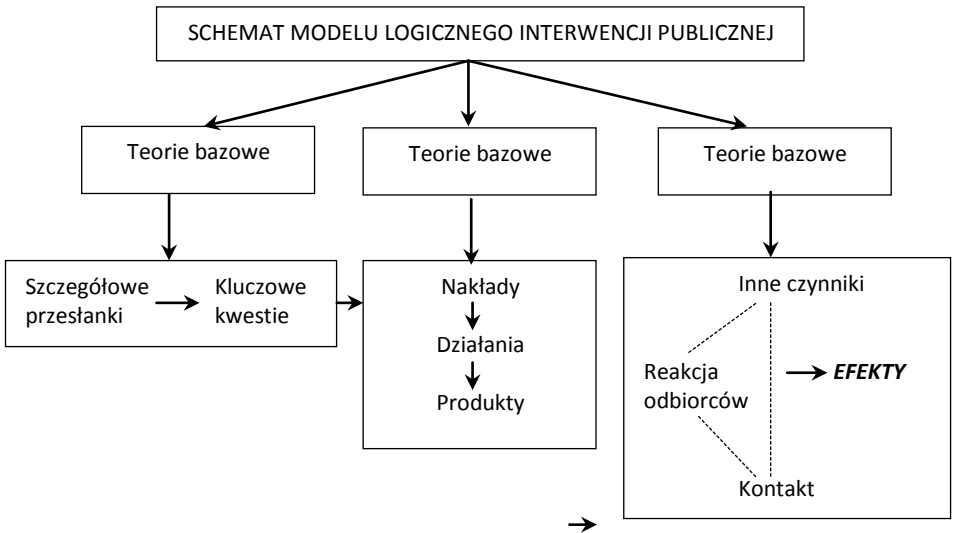 SCHEMAT MODELU LOGICZNEGO INTERWENCJI PUBLICZNEJ
Teorie bazowe
Teorie bazowe
Teorie bazowe
Szczegółowe
przesłanki
Kluczowe
kwestie
Nakłady
Działania
Produkty
Inne czynniki
Reakcja
odbiorców
EFEKTY
Kontakt